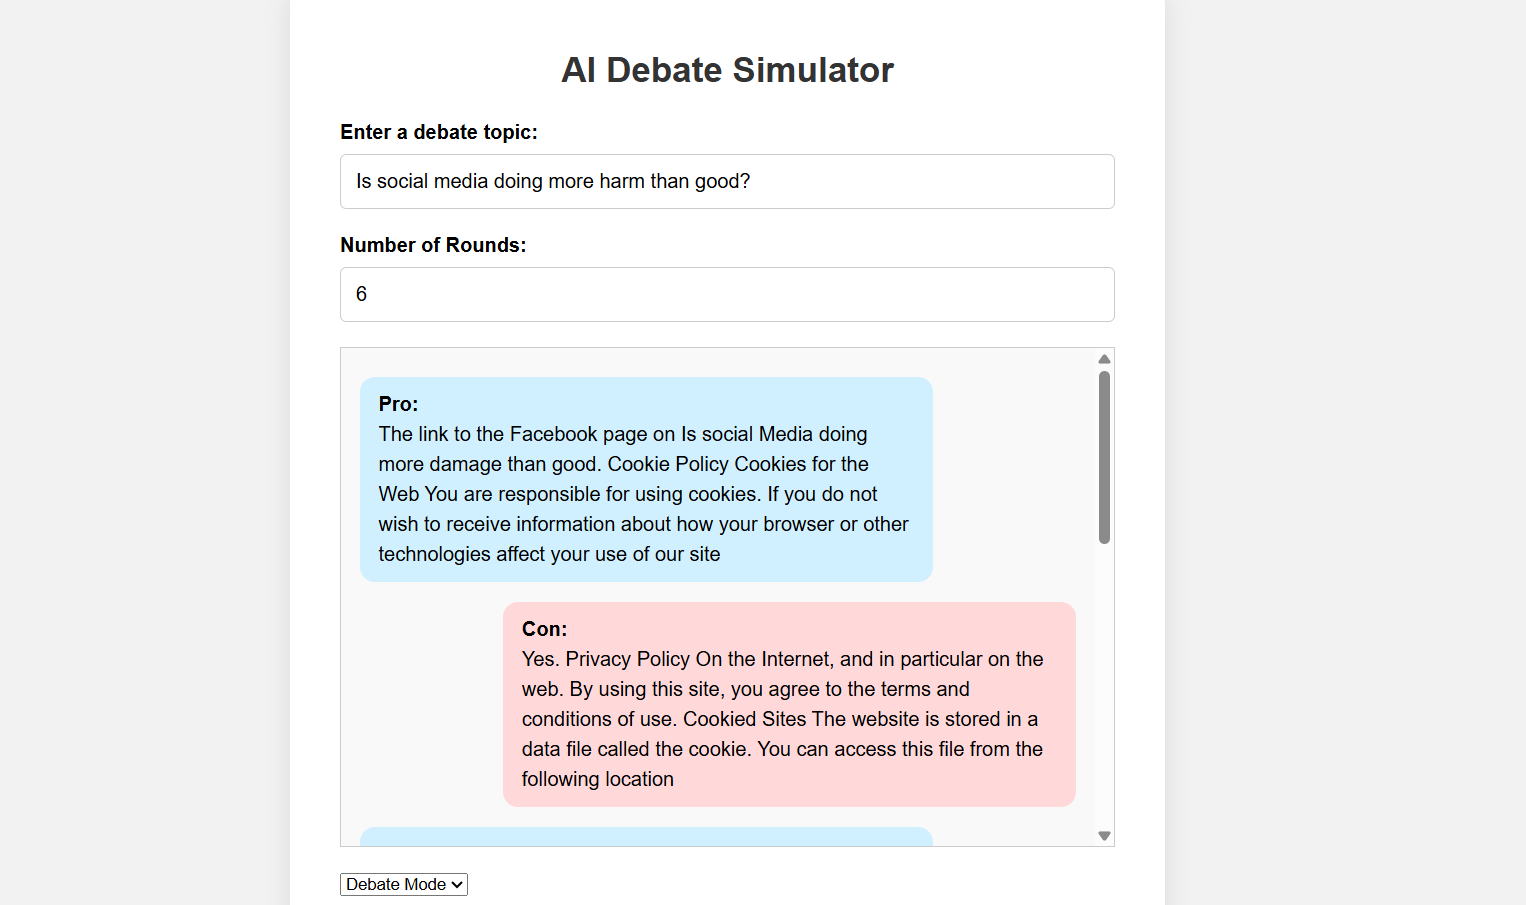 AI Debate Simulator
Enter a debate topic:
Is social media doing more harm than good?
Number of Rounds:
6
Pro:
The link to the Facebook page on Is social Media doing
more damage than good. Cookie Policy Cookies for the
Web You are responsible for using cookies. If you do not
wish to receive information about how your browser or other
technologies affect your use of our site
Con:
Yes. Privacy Policy On the Internet, and in particular on the
web. By using this site, you agree to the terms and
conditions of use. Cookied Sites The website is stored in a
data file called the cookie. You can access this file from the
following location
Debate Mode